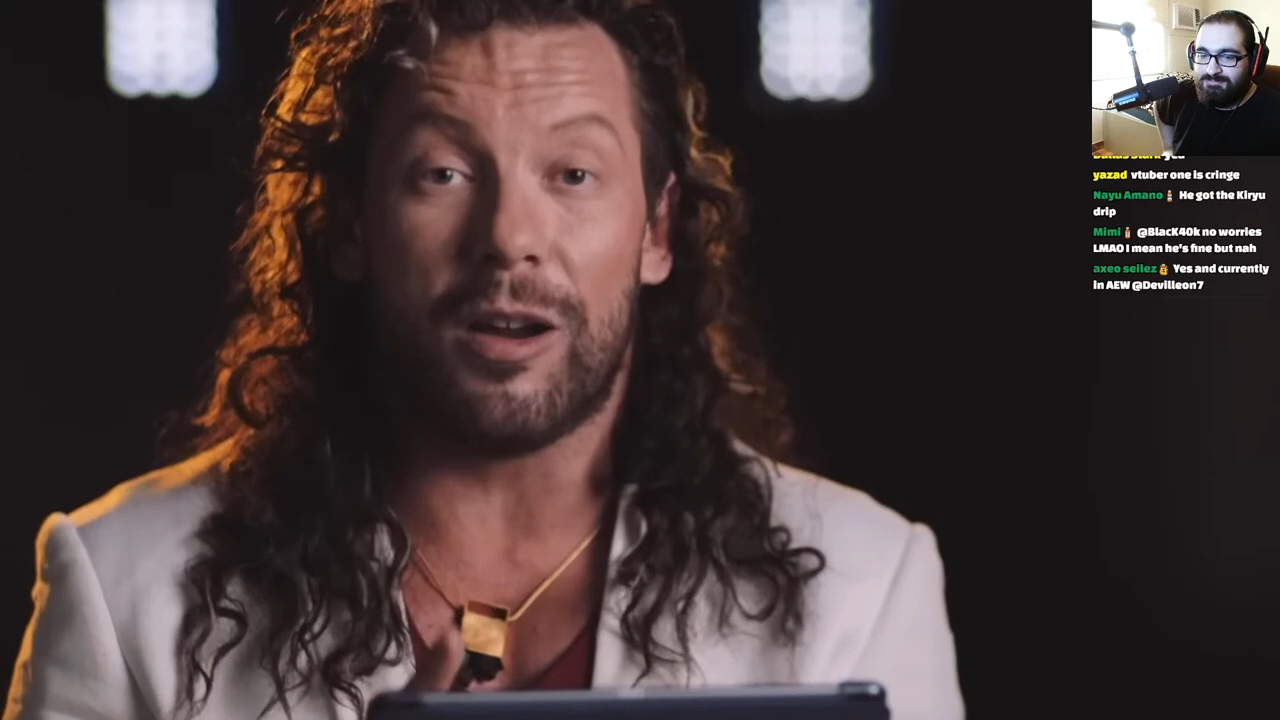 yazad vtuber one is cringe
Nayu Amano He got the Kiryu
drip
Mimi @BlacK40k no worries
LMAO I mean he's fine but nah
axeo seilez Yes and currently
in AEW @Devilleon7